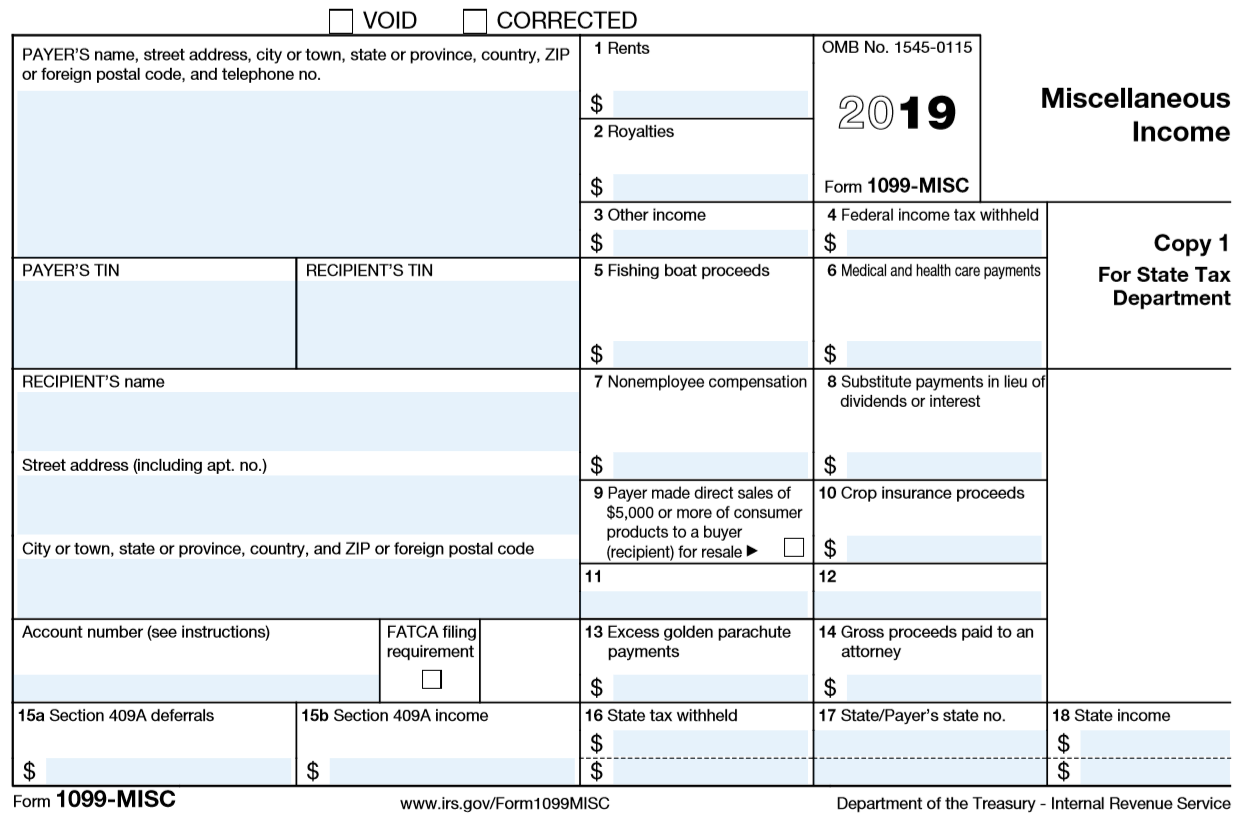 VOID CORRECTED
PAYER'S name, street address, city or town, state or province, country, ZIP
or foreign postal code, and telephone no.
1 Rents
$
2 Royalties
$
OMB No. 1545-0115
2019
Form 1099-MISC
Miscellaneous
Income
3 Other income
$
4 Federal income tax withheld
$
Copy 1
For State Tax
Department
PAYER'S TIN
RECIPIENT'S TIN
5 Fishing boat proceeds
$
6 Medical and health care payments
$
RECIPIENT'S name
Street address (including apt. no.)
City or town, state or province, country, and ZIP or foreign postal code
7 Nonemployee compensation
$
8 Substitute payments in lieu of
dividends or interest
$
9 Payer made direct sales of
$5,000 or more of consumer
products to a buyer
(recipient) for resale ▶
10 Crop insurance proceeds
$
11
12
Account number (see instructions)
FATCA filing
requirement
13 Excess golden parachute
payments
$
14 Gross proceeds paid to an
attorney
$
15a Section 409A deferrals
$
15b Section 409A income
$
16 State tax withheld
$
$
17 State/Payer's state no.
18 State income
$
$
Form 1099-MISC
www.irs.gov/Form1099MISC
Department of the Treasury - Internal Revenue Service